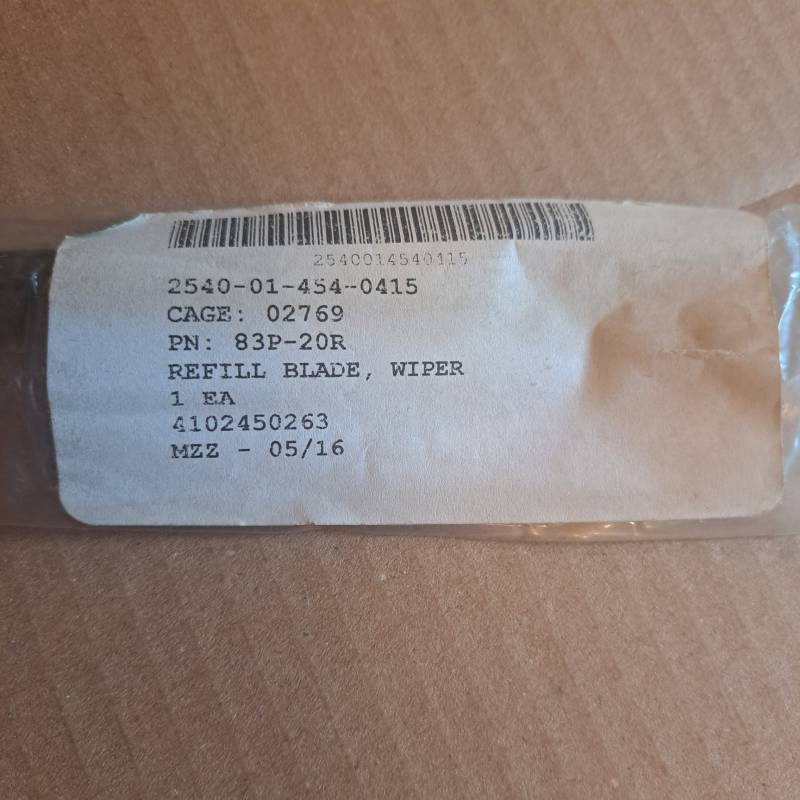 2540014540415
2540-01-454-0415
CAGE: 02769
PN: 83P-20R
REFILL BLADE, WIPER
1 EA
4102450263
MZZ - 05/16